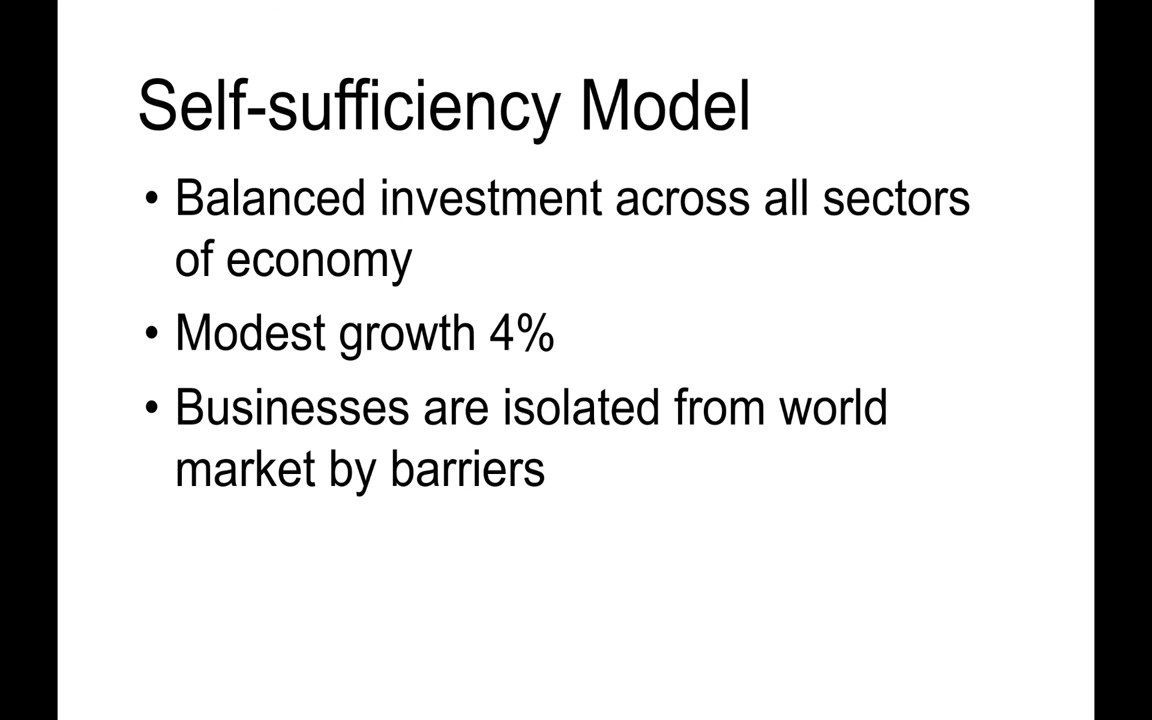 Self-sufficiency Model
• Balanced investment across all sectors
of economy
• Modest growth 4%
• Businesses are isolated from world
market by barriers